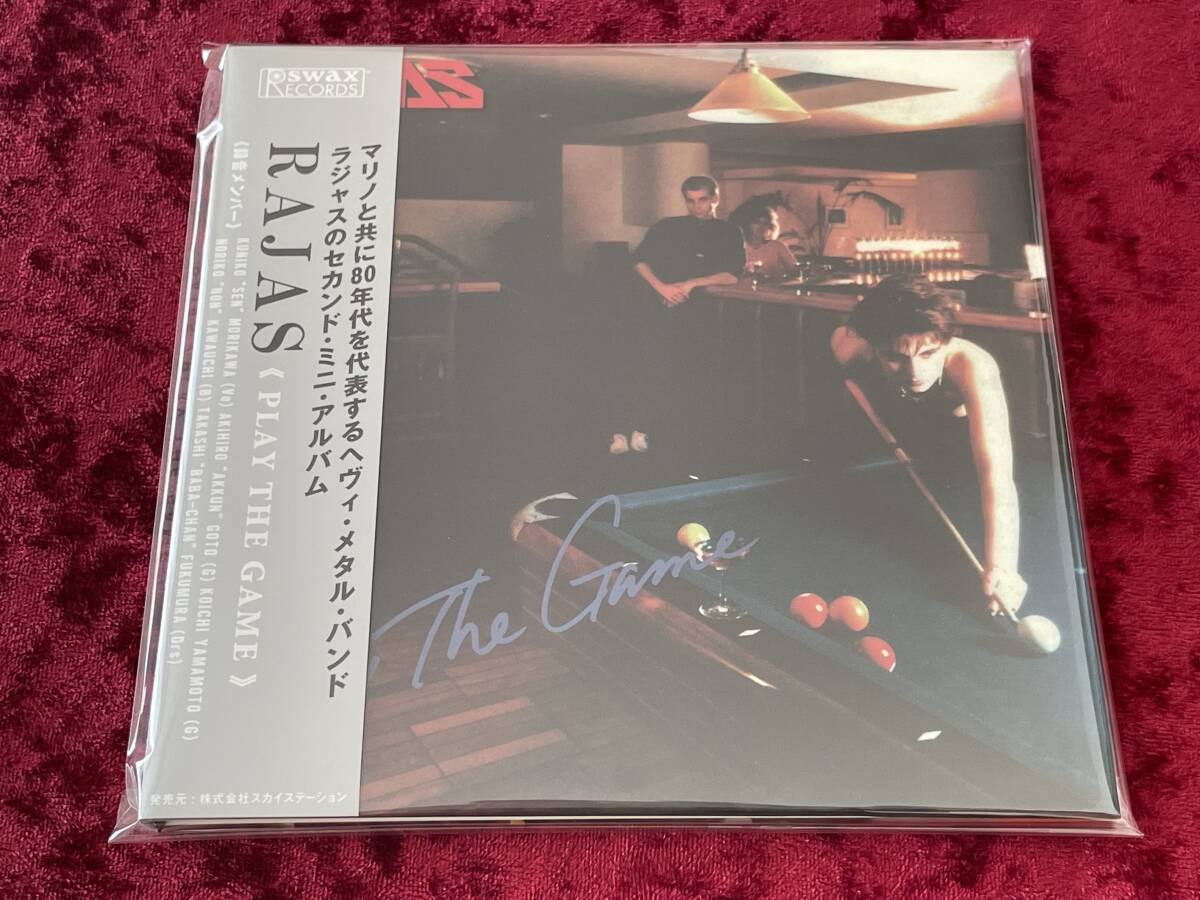 swax
RECORDS
マリノと共に80年代を代表するヘヴィ・メタル・バンド
ラジャスのセカンド・ミニ・アルバム
RAJAS《 PLAY THE GAME 》
《録音メンバー》
KUNIKO "SEN" MORIKAWA (Vo) AKIHIRO "AKKUN" GOTO (G) KOICHI YAMAMOTO (G)
NORIKO "NON" KAWAUCHI (B) TAKASHI "BABA-CHAN" FUKUMURA (Drs)
発売元：株式会社スカイステーション
AS
The Game